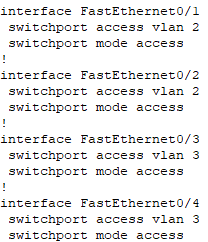 interface FastEthernet0/1
 switchport access vlan 2
 switchport mode access
!
interface FastEthernet0/2
 switchport access vlan 2
 switchport mode access
!
interface FastEthernet0/3
 switchport access vlan 3
 switchport mode access
!
interface FastEthernet0/4
 switchport access vlan 3
 switchport mode access